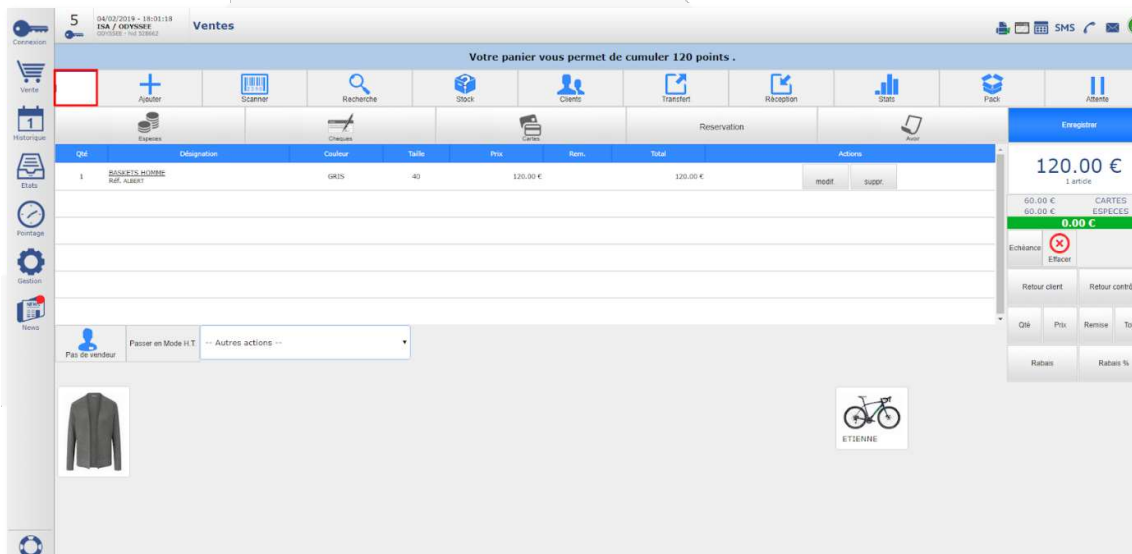 5
04/02/2019 - 18:01:18
ISA / ODYSSEE
Ventes
SMS
Connexion
Votre panier vous permet de cumuler 120 points .
Vente
Ajouter
Scanner
Recherche
Stock
Clients
Transfert
Réception
Stats
Pack
Attente
1
Historique
Especes
Cheques
Cartes
Reservation
Avoir
Enregistrer
Qté
Désignation
Couleur
Taille
Prix
Rem.
Total
Actions
1
BASKETS HOMME
Réf. ALBERT
GRIS
40
120.00 €
120.00 €
modif.
suppr.
120.00 €
1 article
60.00 € CARTES
60.00 € ESPECES
0.00 €
Etats
Pointage
Gestion
NEWS
News
Echéance
Effacer
Retour client
Retour contrô
Qté
Prix
Remise
To
Rabais
Rabais %
Pas de vendeur
Passer en Mode H.T.
-- Autres actions --
ETIENNE